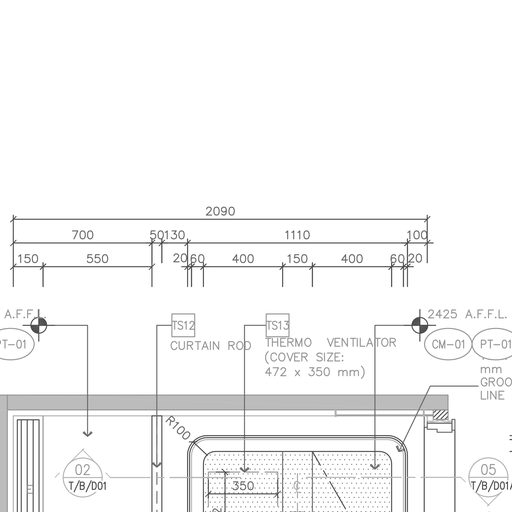 2090
700 50 130 1110 100
150 550 20 60 400 150 400 60 20
A.F.F.
2425 A.F.F.L.
TS12 TS13
PT-01
CM-01 PT-01
CURTAIN ROD
THERMO VENTILATOR
(COVER SIZE:
472 x 350 mm)
mm
GROO
LINE
R100
02
T/B/D01
05
T/B/D01
350